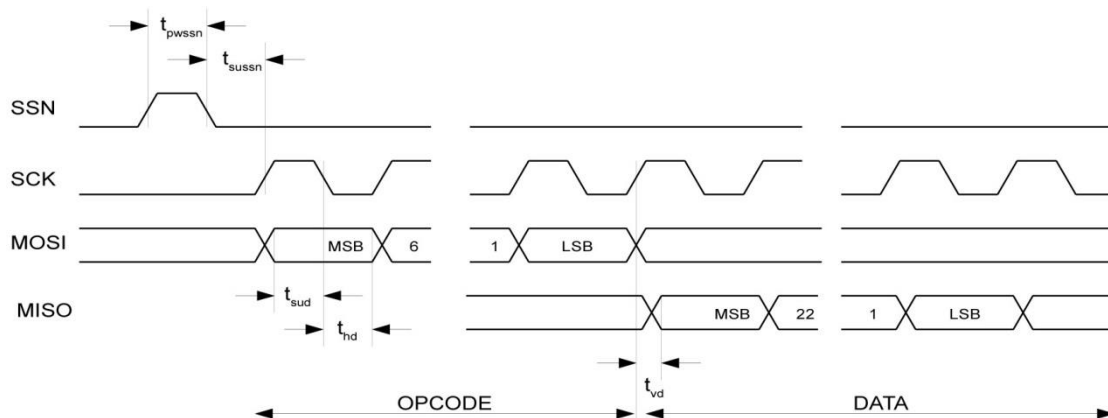 tpwssn
tsussn
SSN
SCK
MOSI MSB 6 1 LSB
tsud
MISO MSB 22 1 LSB
thd
tvd
OPCODE DATA